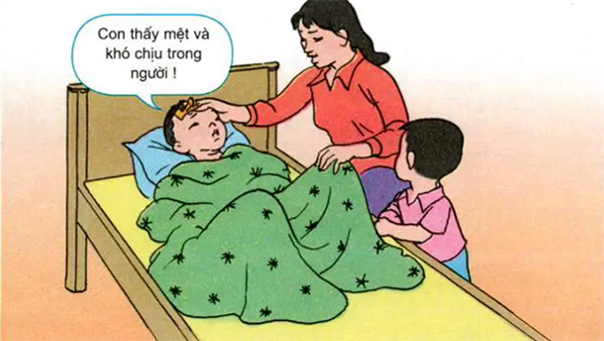 Con thấy mệt và
khó chịu trong
người !